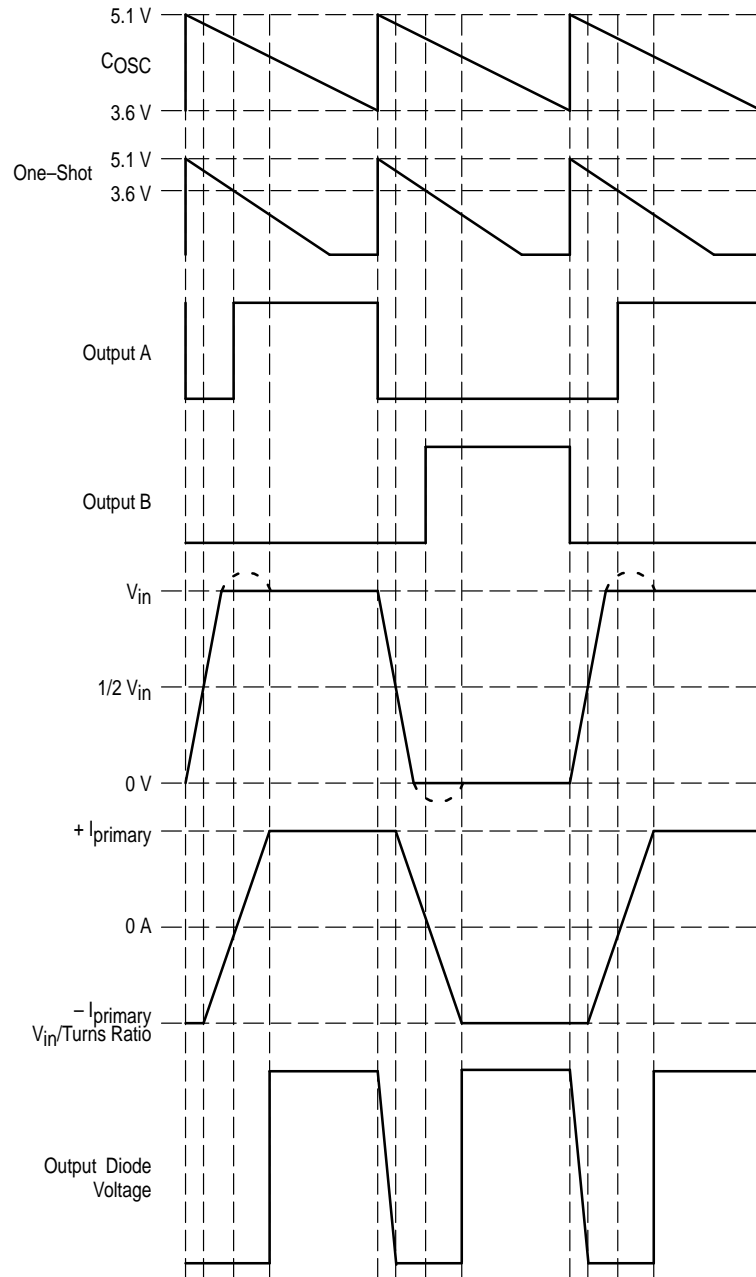 5.1 V
COSC
3.6 V
5.1 V
One–Shot
3.6 V
Output A
Output B
Vin
1/2 Vin
0 V
+ Iprimary
0 A
– Iprimary
Vin/Turns Ratio
Output Diode
Voltage